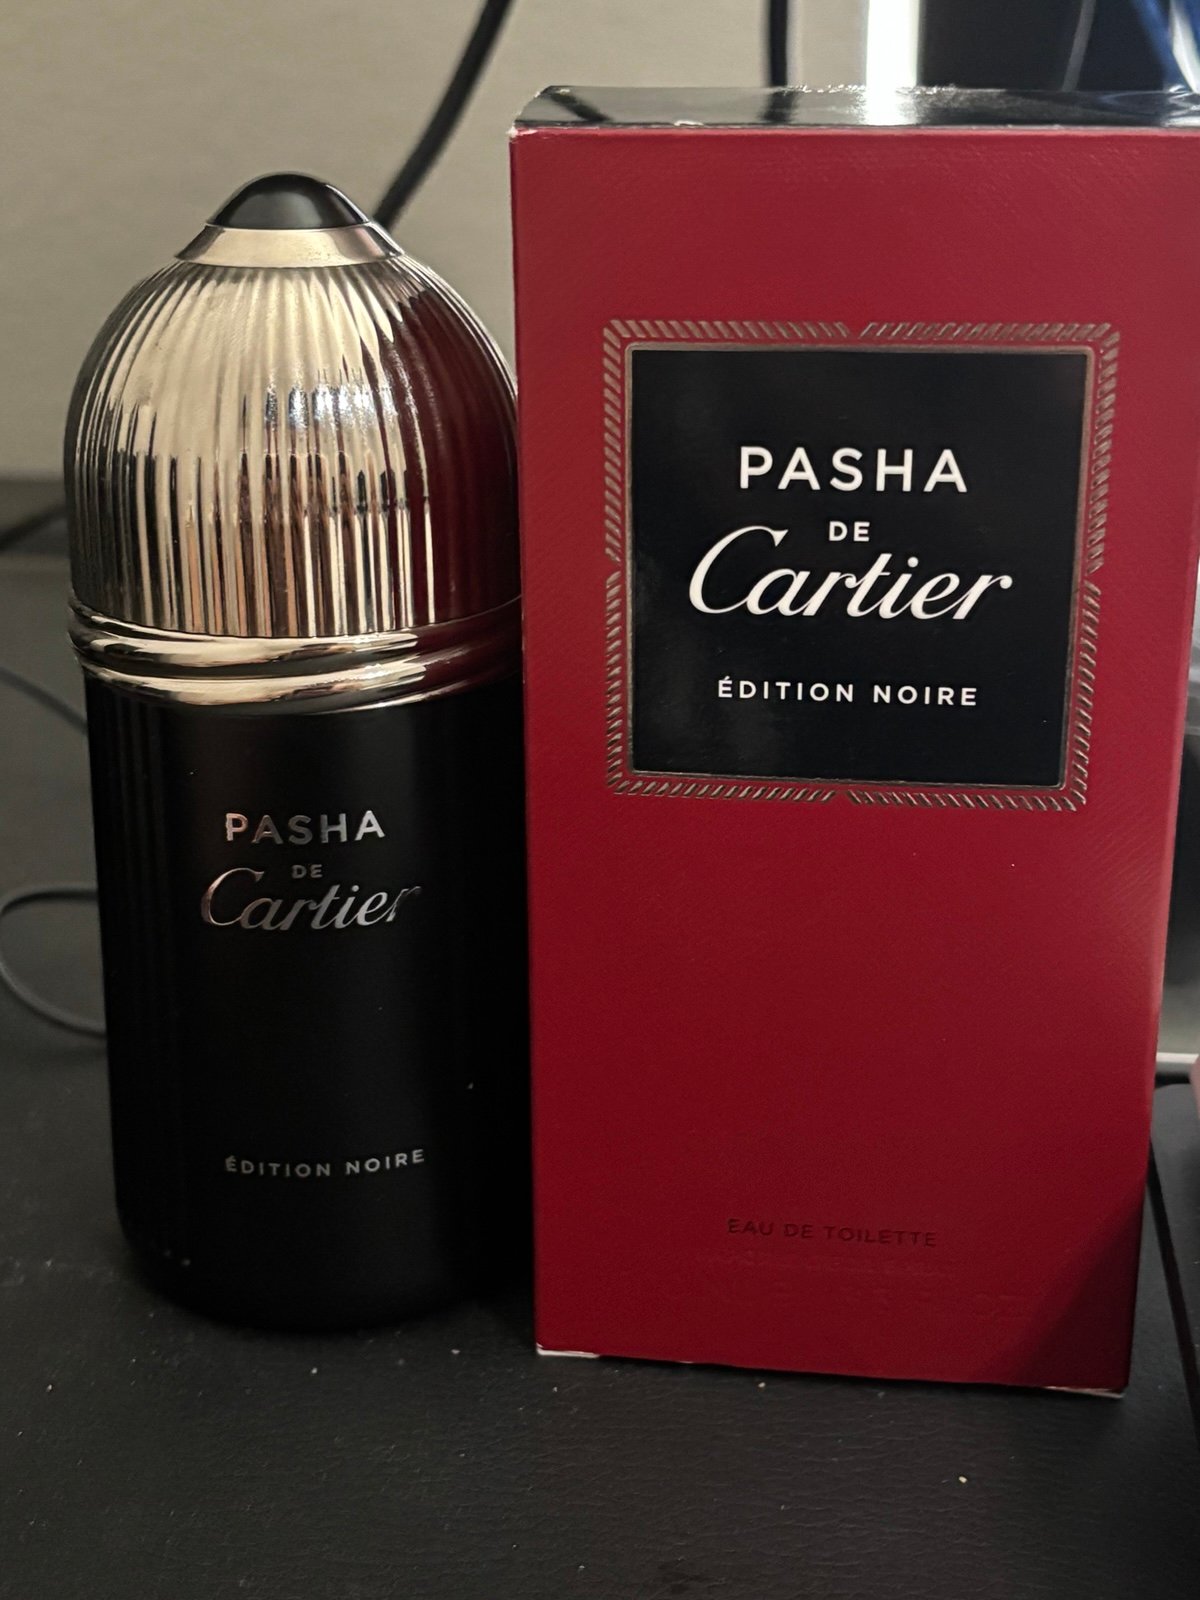 PASHA
DE
Cartier
ÉDITION NOIRE
PASHA
DE
Cartier
ÉDITION NOIRE
EAU DE TOILETTE